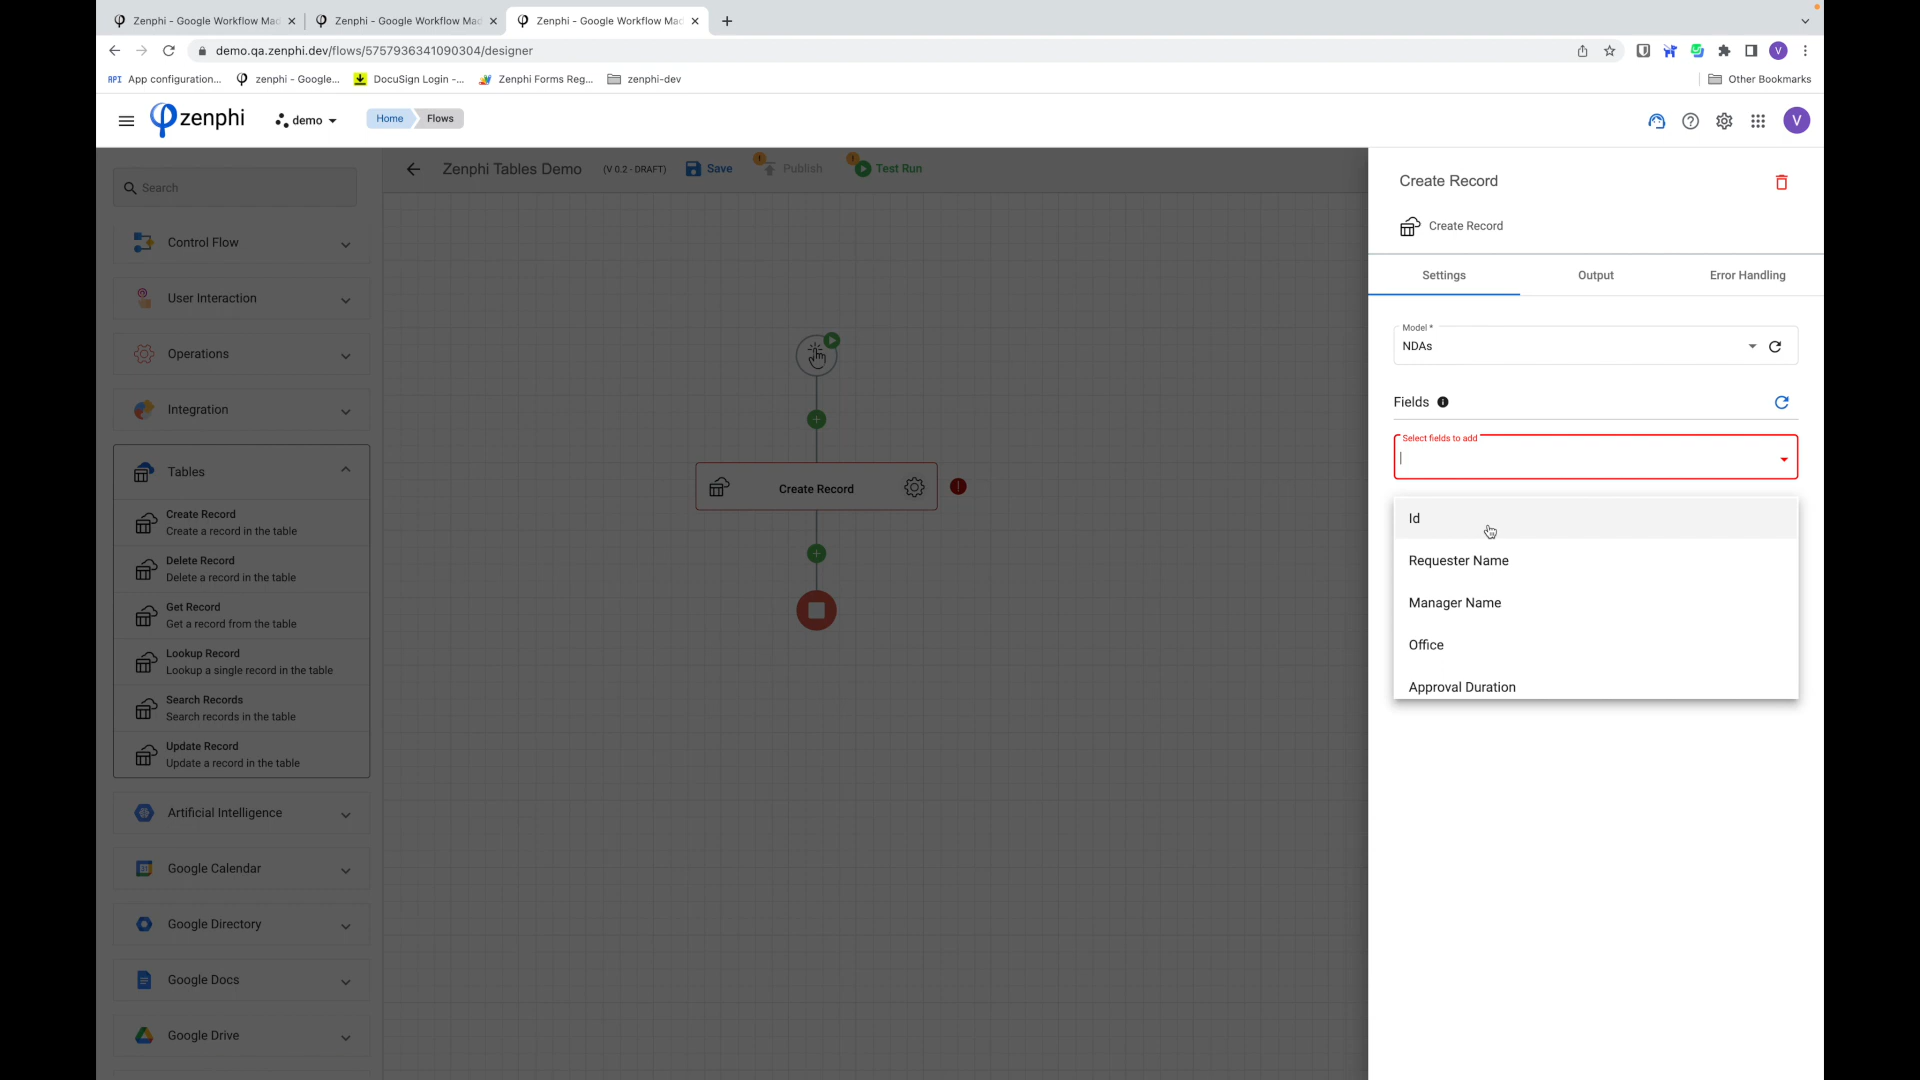 Zenphi - Google Workflow Mad
Zenphi - Google Workflow Mad
Zenphi - Google Workflow Mad
demo.qa.zenphi.dev/flows/5757936341090304/designer
V
API App configuration...
zenphi - Google...
DocuSign Login -...
Zenphi Forms Reg...
zenphi-dev
Other Bookmarks
zenphi
demo
Home
Flows
V
Search
Control Flow
User Interaction
Operations
Integration
Tables
Create Record
Create a record in the table
Delete Record
Delete a record in the table
Get Record
Get a record from the table
Lookup Record
Lookup a single record in the table
Search Records
Search records in the table
Update Record
Update a record in the table
Artificial Intelligence
Google Calendar
Google Directory
Google Docs
Google Drive
Zenphi Tables Demo
(V 0.2 - DRAFT)
Save
Publish
Test Run
Create Record
Create Record
Create Record
Settings
Output
Error Handling
Model *
NDAs
Fields
Select fields to add
Id
Requester Name
Manager Name
Office
Approval Duration